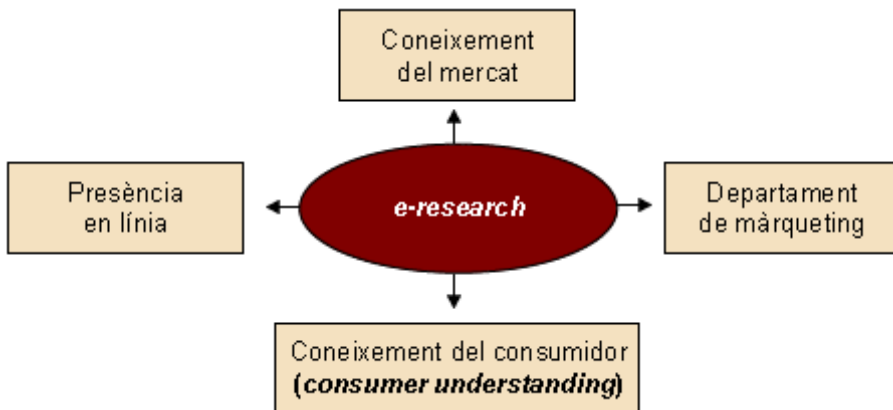 Coneixement
del mercat
Presència
en línia
e-research
Departament
de màrqueting
Coneixement del consumidor
(consumer understanding)